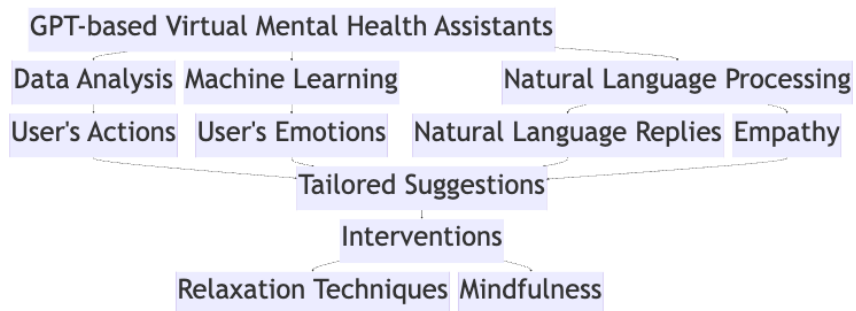 GPT-based Virtual Mental Health Assistants
Data Analysis Machine Learning Natural Language Processing
User's Actions User's Emotions Natural Language Replies Empathy
Tailored Suggestions
Interventions
Relaxation Techniques Mindfulness